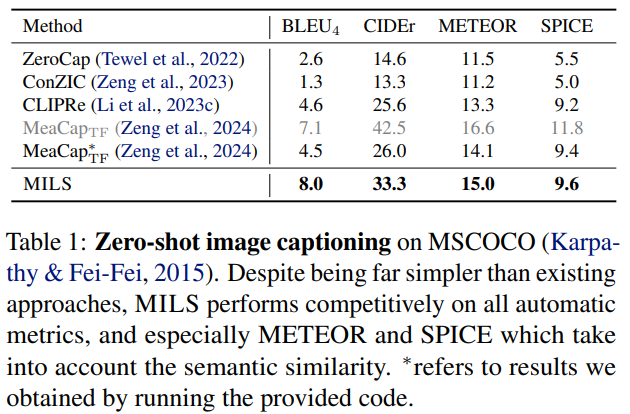 Method BLEU4 CIDEr METEOR SPICE
ZeroCap (Tewel et al., 2022) 2.6 14.6 11.5 5.5
ConZIC (Zeng et al., 2023) 1.3 13.3 11.2 5.0
CLIPRe (Li et al., 2023c) 4.6 25.6 13.3 9.2
MeaCapTF (Zeng et al., 2024) 7.1 42.5 16.6 11.8
MeaCap*TF (Zeng et al., 2024) 4.5 26.0 14.1 9.4
MILS 8.0 33.3 15.0 9.6
Table 1: Zero-shot image captioning on MSCOCO (Karpa-
thy & Fei-Fei, 2015). Despite being far simpler than existing
approaches, MILS performs competitively on all automatic
metrics, and especially METEOR and SPICE which take
into account the semantic similarity. *refers to results we
obtained by running the provided code.